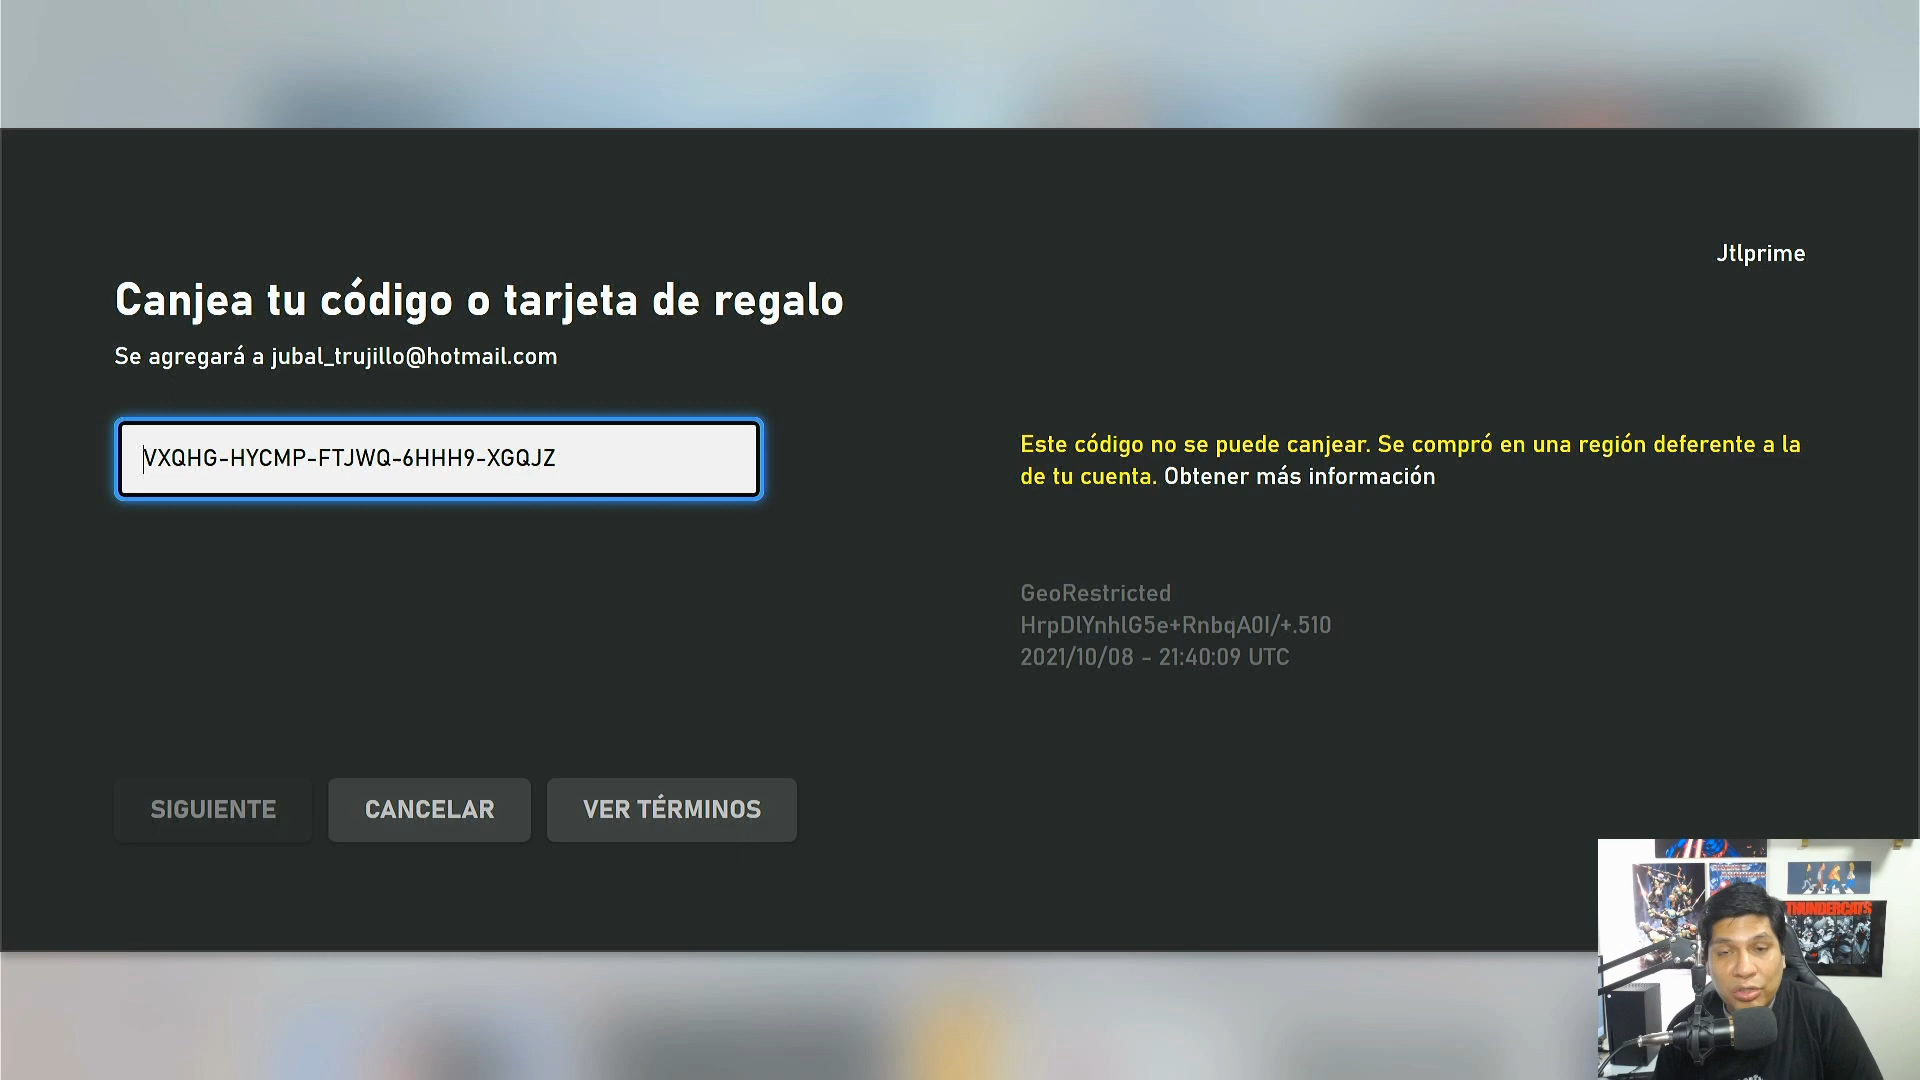 Jtlprime
Canjea tu código o tarjeta de regalo
Se agregará a jubal_trujillo@hotmail.com
VXQHG-HYCMP-FTJWQ-6HHH9-XGQJZ
Este código no se puede canjear. Se compró en una región deferente a la
de tu cuenta. Obtener más información
GeoRestricted
HrpDlYnhlG5e+RnbqA0I/+.510
2021/10/08 - 21:40:09 UTC
SIGUIENTE
CANCELAR
VER TÉRMINOS
THUNDERCATS